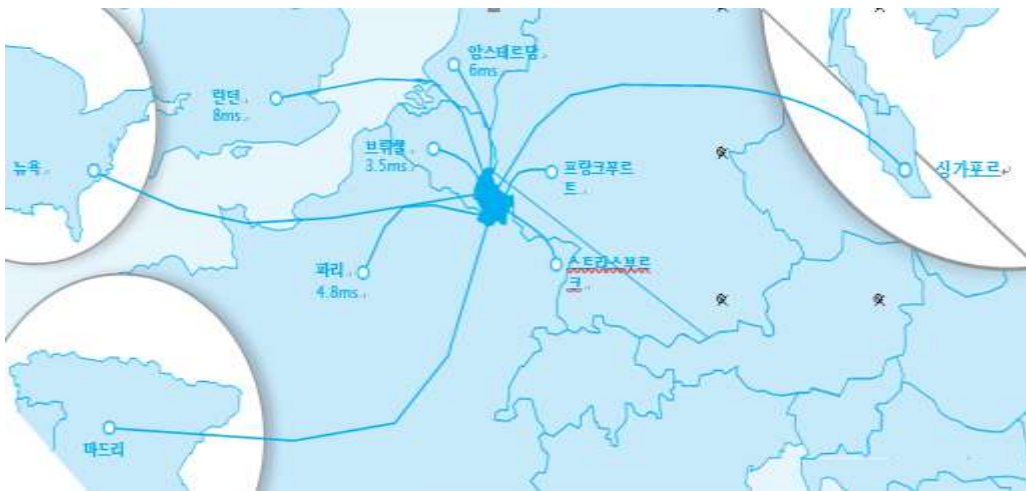 암스테르담
6ms
란던
8ms
브뤼셀
3.5ms
프랑크푸르
트
뉴욕
싱가포르
파리
4.8ms
스트라스부르
크
마드리